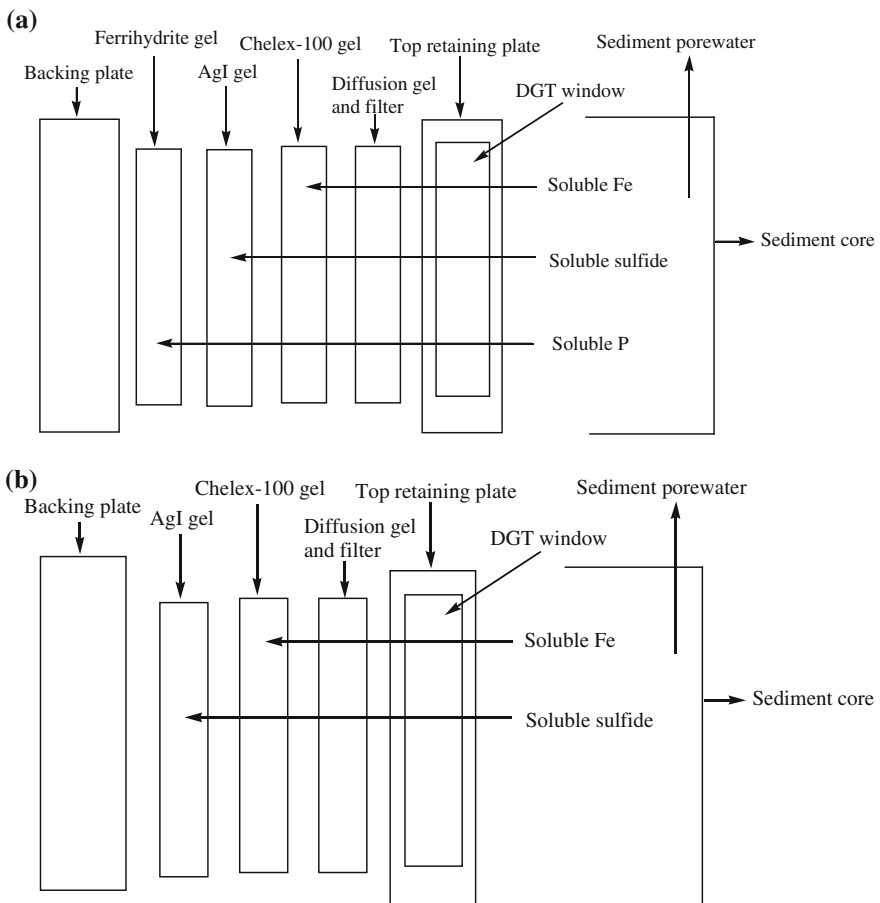 (a)
Ferrihydrite gel
Chelex-100 gel
Top retaining plate
Sediment porewater
Backing plate
AgI gel
Diffusion gel
and filter
DGT window
Soluble Fe
Sediment core
Soluble sulfide
Soluble P
(b)
Chelex-100 gel
Top retaining plate
Sediment porewater
Backing plate
AgI gel
Diffusion gel
and filter
DGT window
Soluble Fe
Sediment core
Soluble sulfide